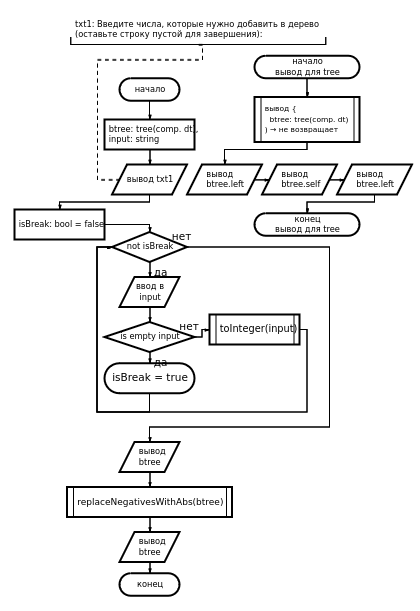 txt1: Введите числа, которые нужно добавить в дерево
(оставьте строку пустой для завершения):
начало
вывод для tree
начало
вывод {
btree: tree(comp. dt)
) → не возвращает
btree: tree(comp. dt),
input: string
вывод txt1
вывод
btree.left
вывод
btree.self
вывод
btree.left
isBreak: bool = false
конец
вывод для tree
нет
not isBreak
да
ввод в
input
нет
is empty input
toInteger(input)
да
isBreak = true
вывод
btree
replaceNegativesWithAbs(btree)
вывод
btree
конец